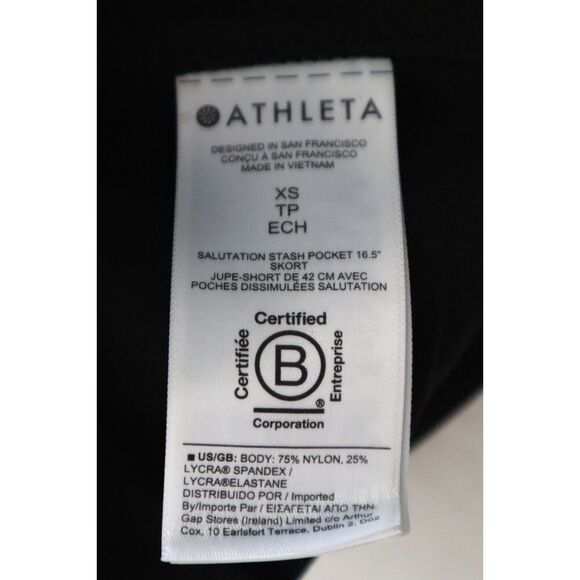 ATHLETA
DESIGNED IN SAN FRANCISCO
CONÇU À SAN FRANCISCO
MADE IN VIETNAM
XS
TP
ECH
SALUTATION STASH POCKET 16.5"
SKORT
JUPE-SHORT DE 42 CM AVEC
POCHES DISSIMULÉES SALUTATION
Certified
Certifiée
B
Entreprise
®
Corporation
■ US/GB: BODY: 75% NYLON, 25%
LYCRA® SPANDEX /
LYCRA®ELASTANE
DISTRIBUIDO POR / Imported
By/Importe Par / ΕΙΣΑΓΕΤΑΙ ΑΠΟ ΤΗΝ:
Gap Stores (Ireland) Limited c/o Arthur
Cox, 10 Earlsfort Terrace, Dublin 2, D02